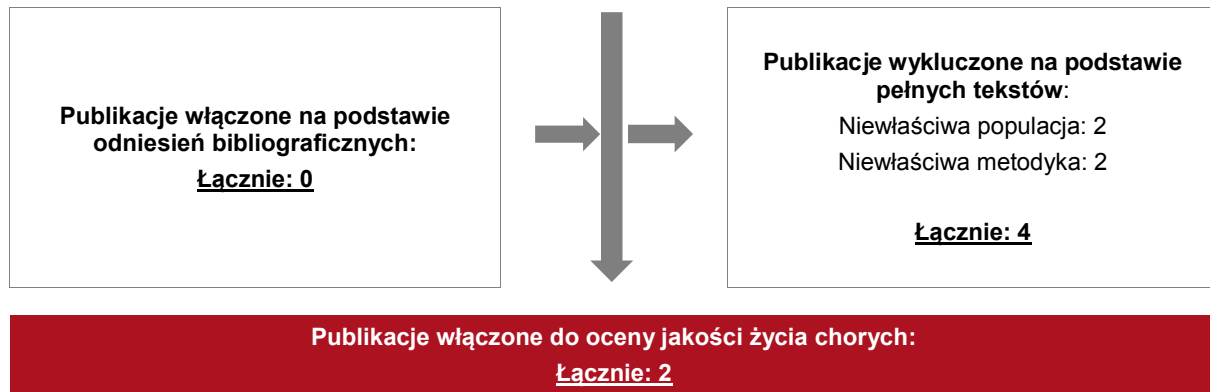 Publikacje włączone na podstawie
odniesień bibliograficznych:
Łącznie: 0
Publikacje wykluczone na podstawie
pełnych tekstów:
Niewłaściwa populacja: 2
Niewłaściwa metodyka: 2
Łącznie: 4
Publikacje włączone do oceny jakości życia chorych:
Łącznie: 2